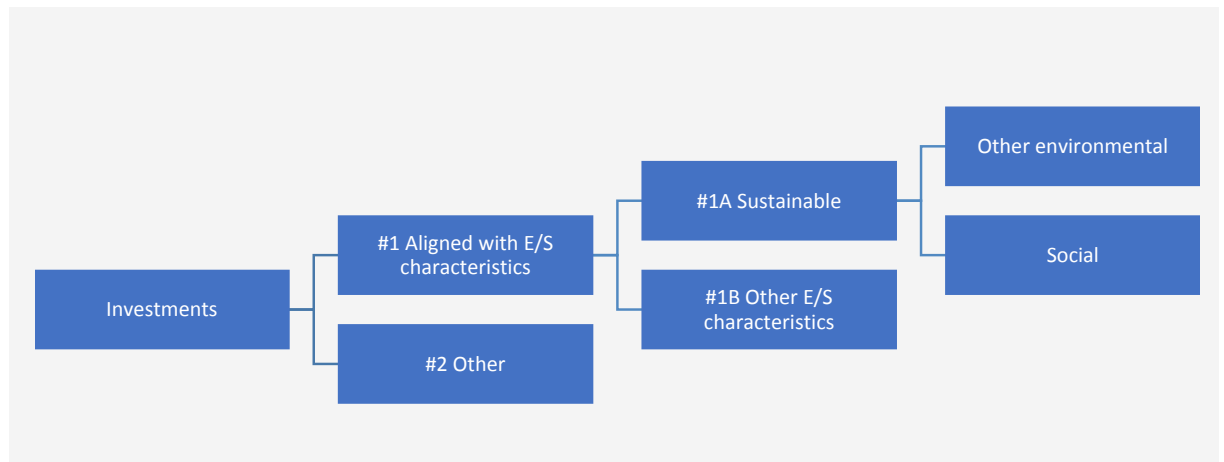 Investments
#1 Aligned with E/S
characteristics
#2 Other
#1A Sustainable
#1B Other E/S
characteristics
Other environmental
Social